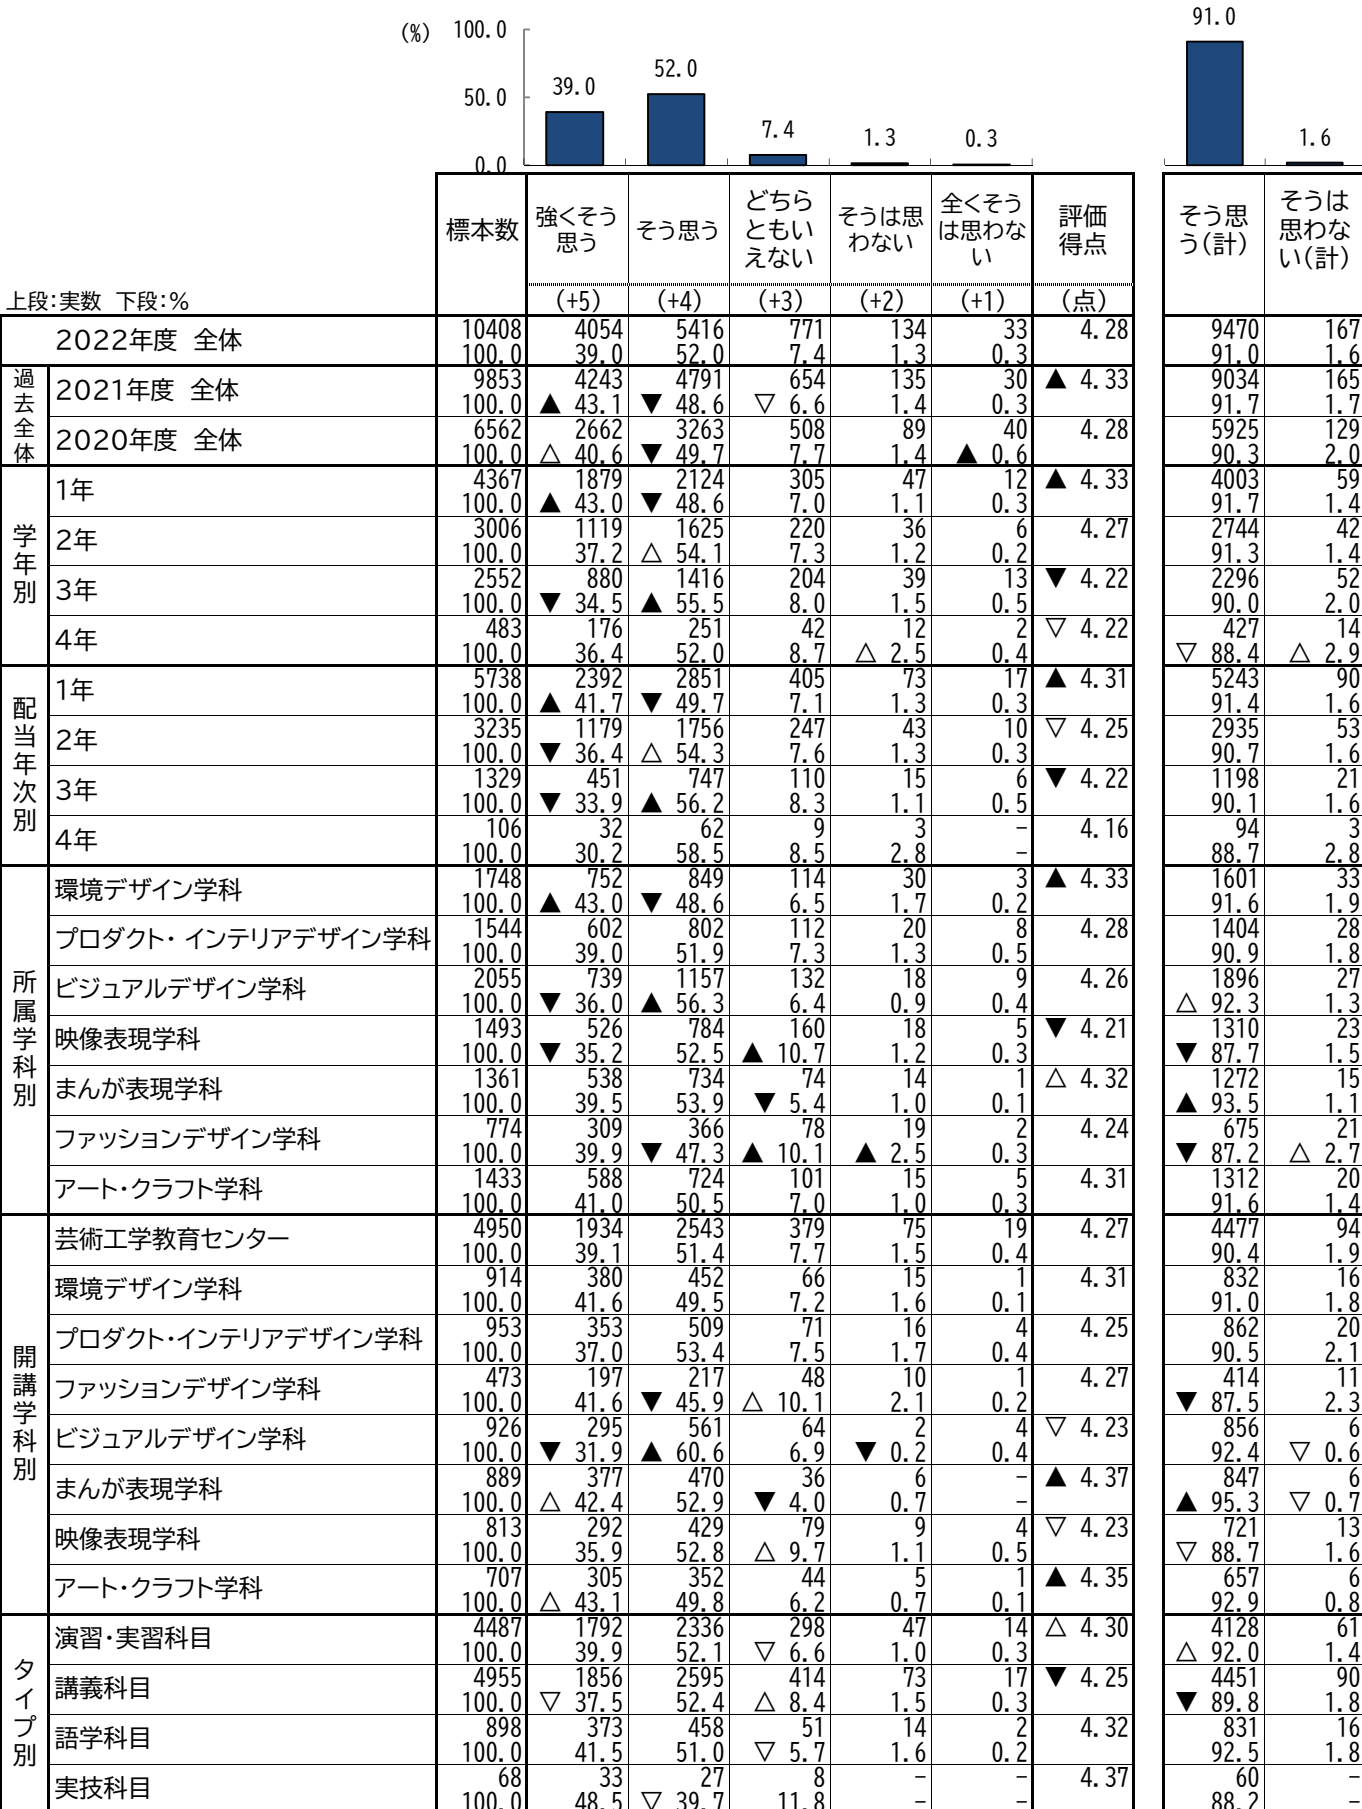 (%)
100.0
50.0
0.0
39.0
52.0
7.4
1.3
0.3
91.0
1.6
標本数 強くそう思う そう思う どちらともいえない そうは思わない 全くそうは思わない 評価得点 そう思う(計) そうは思わない(計)
上段:実数 下段:% (+5) (+4) (+3) (+2) (+1) (点)
2022年度 全体 10408 4054 5416 771 134 33 4.28 9470 167
100.0 39.0 52.0 7.4 1.3 0.3 91.0 1.6
過去全体
2021年度 全体 9853 4243 4791 654 135 30 ▲ 4.33 9034 165
100.0 ▲ 43.1 ▼ 48.6 ▽ 6.6 1.4 0.3 91.7 1.7
2020年度 全体 6562 2662 3263 508 89 40 4.28 5925 129
100.0 △ 40.6 ▼ 49.7 7.7 1.4 ▲ 0.6 90.3 2.0
学年別
1年 4367 1879 2124 305 47 12 ▲ 4.33 4003 59
100.0 ▲ 43.0 ▼ 48.6 7.0 1.1 0.3 91.7 1.4
2年 3006 1119 1625 220 36 6 4.27 2744 42
100.0 37.2 △ 54.1 7.3 1.2 0.2 91.3 1.4
3年 2552 880 1416 204 39 13 ▼ 4.22 2296 52
100.0 ▼ 34.5 ▲ 55.5 8.0 1.5 0.5 90.0 2.0
4年 483 176 251 42 12 2 ▽ 4.22 427 14
100.0 36.4 52.0 8.7 △ 2.5 0.4 ▽ 88.4 △ 2.9
配当年次別
1年 5738 2392 2851 405 73 17 ▲ 4.31 5243 90
100.0 ▲ 41.7 ▼ 49.7 7.1 1.3 0.3 91.4 1.6
2年 3235 1179 1756 247 43 10 ▽ 4.25 2935 53
100.0 ▼ 36.4 △ 54.3 7.6 1.3 0.3 90.7 1.6
3年 1329 451 747 110 15 6 ▼ 4.22 1198 21
100.0 ▼ 33.9 ▲ 56.2 8.3 1.1 0.5 90.1 1.6
4年 106 32 62 9 3 - 4.16 94 3
100.0 30.2 58.5 8.5 2.8 - 88.7 2.8
所属学科別
環境デザイン学科 1748 752 849 114 30 3 ▲ 4.33 1601 33
100.0 ▲ 43.0 ▼ 48.6 6.5 1.7 0.2 91.6 1.9
プロダクト・インテリアデザイン学科 1544 602 802 112 20 8 4.28 1404 28
100.0 39.0 51.9 7.3 1.3 0.5 90.9 1.8
ビジュアルデザイン学科 2055 739 1157 132 18 9 4.26 1896 27
100.0 ▼ 36.0 ▲ 56.3 6.4 0.9 0.4 △ 92.3 1.3
映像表現学科 1493 526 784 160 18 5 ▼ 4.21 1310 23
100.0 ▼ 35.2 52.5 ▲ 10.7 1.2 0.3 ▼ 87.7 1.5
まんが表現学科 1361 538 734 74 14 1 △ 4.32 1272 15
100.0 39.5 53.9 ▼ 5.4 1.0 0.1 ▲ 93.5 1.1
ファッションデザイン学科 774 309 366 78 19 2 4.24 675 21
100.0 39.9 ▼ 47.3 ▲ 10.1 ▲ 2.5 0.3 ▼ 87.2 △ 2.7
アート・クラフト学科 1433 588 724 101 15 5 4.31 1312 20
100.0 41.0 50.5 7.0 1.0 0.3 91.6 1.4
開講学科別
芸術工学教育センター 4950 1934 2543 379 75 19 4.27 4477 94
100.0 39.1 51.4 7.7 1.5 0.4 90.4 1.9
環境デザイン学科 914 380 452 66 15 1 4.31 832 16
100.0 41.6 49.5 7.2 1.6 0.1 91.0 1.8
プロダクト・インテリアデザイン学科 953 353 509 71 16 4 4.25 862 20
100.0 37.0 53.4 7.5 1.7 0.4 90.5 2.1
ファッションデザイン学科 473 197 217 48 10 1 4.27 414 11
100.0 41.6 ▼ 45.9 △ 10.1 2.1 0.2 ▼ 87.5 2.3
ビジュアルデザイン学科 926 295 561 64 2 4 ▽ 4.23 856 6
100.0 ▼ 31.9 ▲ 60.6 6.9 ▼ 0.2 0.4 92.4 ▽ 0.6
まんが表現学科 889 377 470 36 6 - ▲ 4.37 847 6
100.0 △ 42.4 52.9 ▼ 4.0 0.7 - ▲ 95.3 ▽ 0.7
映像表現学科 813 292 429 79 9 4 ▽ 4.23 721 13
100.0 35.9 52.8 △ 9.7 1.1 0.5 ▽ 88.7 1.6
アート・クラフト学科 707 305 352 44 5 1 ▲ 4.35 657 6
100.0 △ 43.1 49.8 6.2 0.7 0.1 92.9 0.8
タイプ別
演習・実習科目 4487 1792 2336 298 47 14 △ 4.30 4128 61
100.0 39.9 52.1 ▽ 6.6 1.0 0.3 △ 92.0 1.4
講義科目 4955 1856 2595 414 73 17 ▼ 4.25 4451 90
100.0 ▽ 37.5 52.4 △ 8.4 1.5 0.3 ▼ 89.8 1.8
語学科目 898 373 458 51 14 2 4.32 831 16
100.0 41.5 51.0 ▽ 5.7 1.6 0.2 92.5 1.8
実技科目 68 33 27 8 - - 4.37 60 -
100.0 48.5 ▽ 39.7 11.8 - - 88.2 -